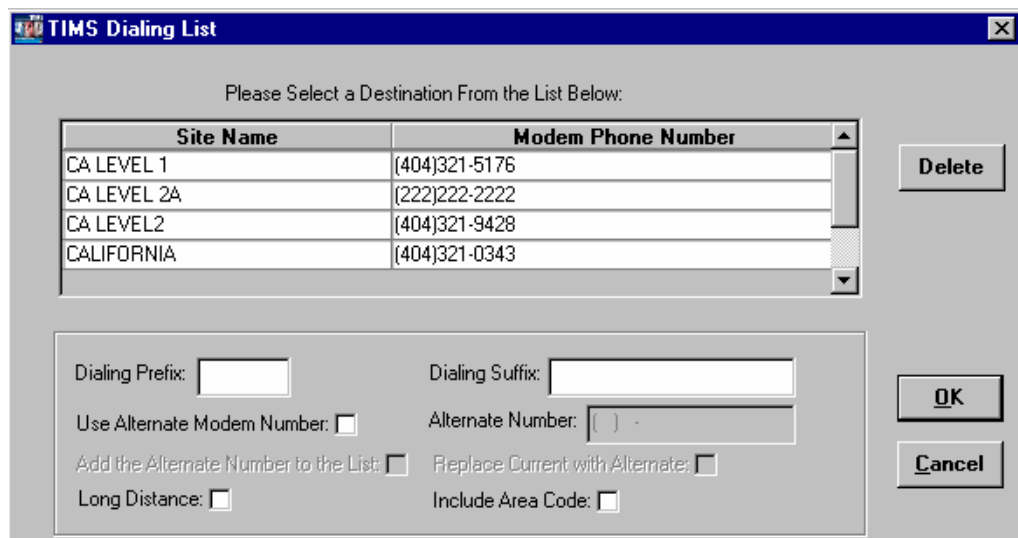 TIMS Dialing List
Please Select a Destination From the List Below:
Site Name Modem Phone Number
CA LEVEL 1 (404)321-5176
CA LEVEL 2A (222)222-2222
CA LEVEL2 (404)321-9428
CALIFORNIA (404)321-0343
Delete
Dialing Prefix: Dialing Suffix:
Use Alternate Modem Number: Alternate Number: ( ) -
Add the Alternate Number to the List: Replace Current with Alternate:
Long Distance: Include Area Code:
OK
Cancel